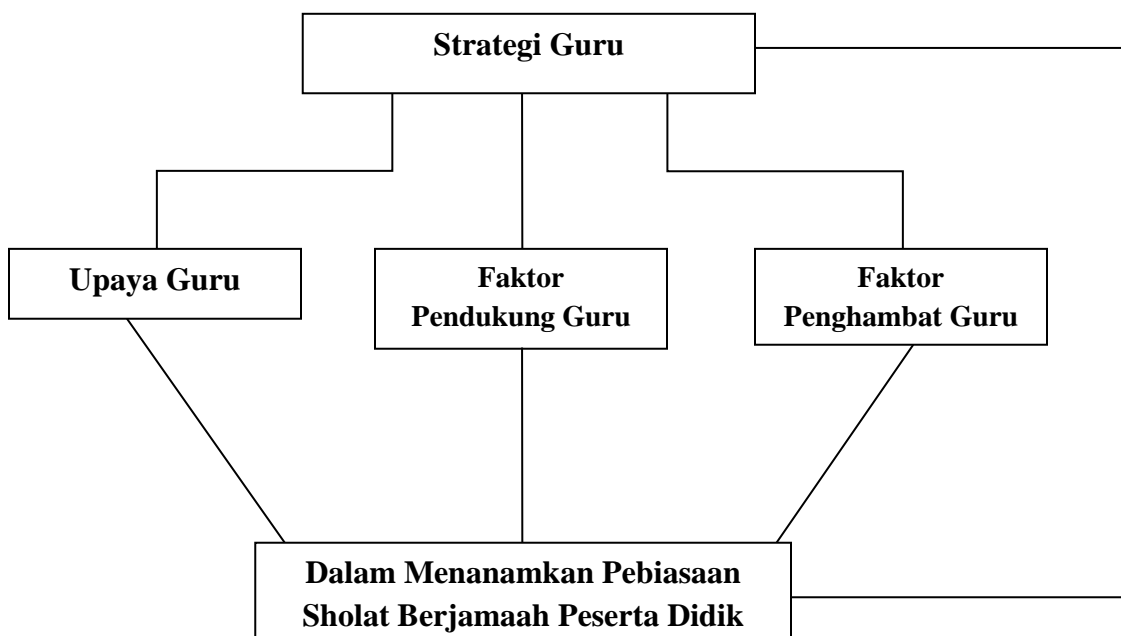 Strategi Guru
Upaya Guru
Faktor
Pendukung Guru
Faktor
Penghambat Guru
Dalam Menanamkan Pebiasaan
Sholat Berjamaah Peserta Didik